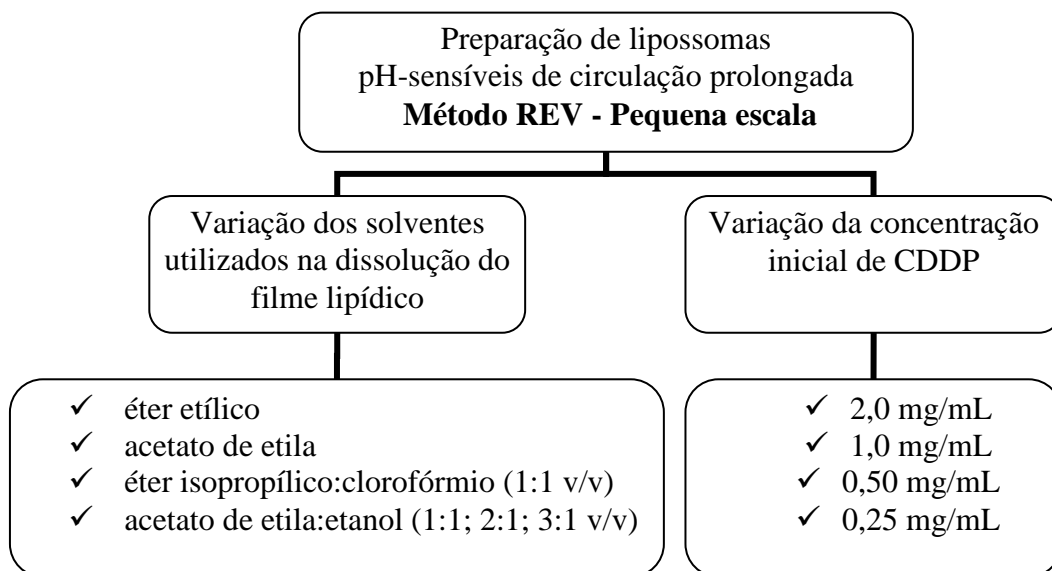 Preparação de lipossomas
pH-sensíveis de circulação prolongada
Método REV - Pequena escala
Variação dos solventes
utilizados na dissolução do
filme lipídico
Variação da concentração
inicial de CDDP
✓ éter etílico
✓ acetato de etila
✓ éter isopropílico:clorofórmio (1:1 v/v)
✓ acetato de etila:etanol (1:1; 2:1; 3:1 v/v)
✓ 2,0 mg/mL
✓ 1,0 mg/mL
✓ 0,50 mg/mL
✓ 0,25 mg/mL